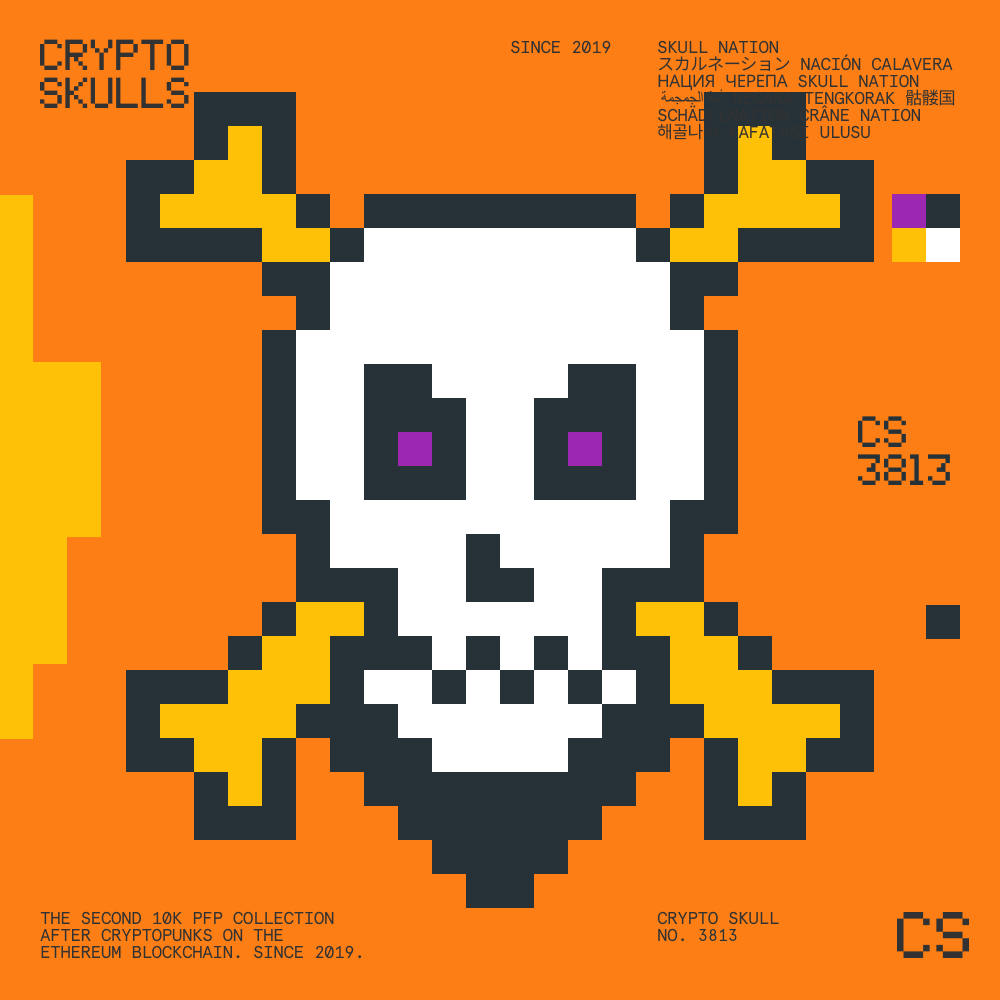 CRYPTO
SKULLS
SINCE 2019
SKULL NATION
スカルネーション NACIÓN CALAVERA
НАЦИЯ ЧЕРЕПА SKULL NATION
الجمجمة TENGKORAK 骷髅国
CRÂNE NATION
ULUSU
CS
3813
THE SECOND 10K PFP COLLECTION
AFTER CRYPTOPUNKS ON THE
ETHEREUM BLOCKCHAIN. SINCE 2019.
CRYPTO SKULL
NO. 3813
CS